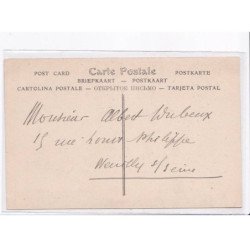 POST CARD Carte Postale POSTKARTE
BRIEFKAART POSTKAART
CARTOLINA POSTALE ОТКРЫТОЕ ПИСЬМО TARJETA POSTAL
Monsieur Albert
15 rue Louis Philippe
Neuilly s/Seine